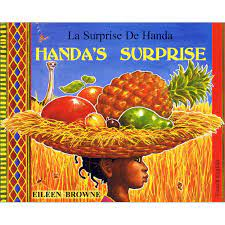 La Surprise De Handa
HANDA'S SURPRISE
EILEEN BROWNE